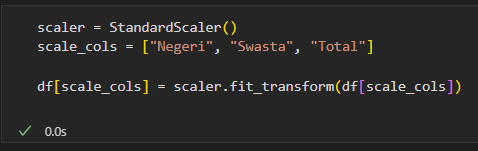 scaler = StandardScaler()
scale_cols = ["Negeri", "Swasta", "Total"]
df[scale_cols] = scaler.fit_transform(df[scale_cols])
0.0s